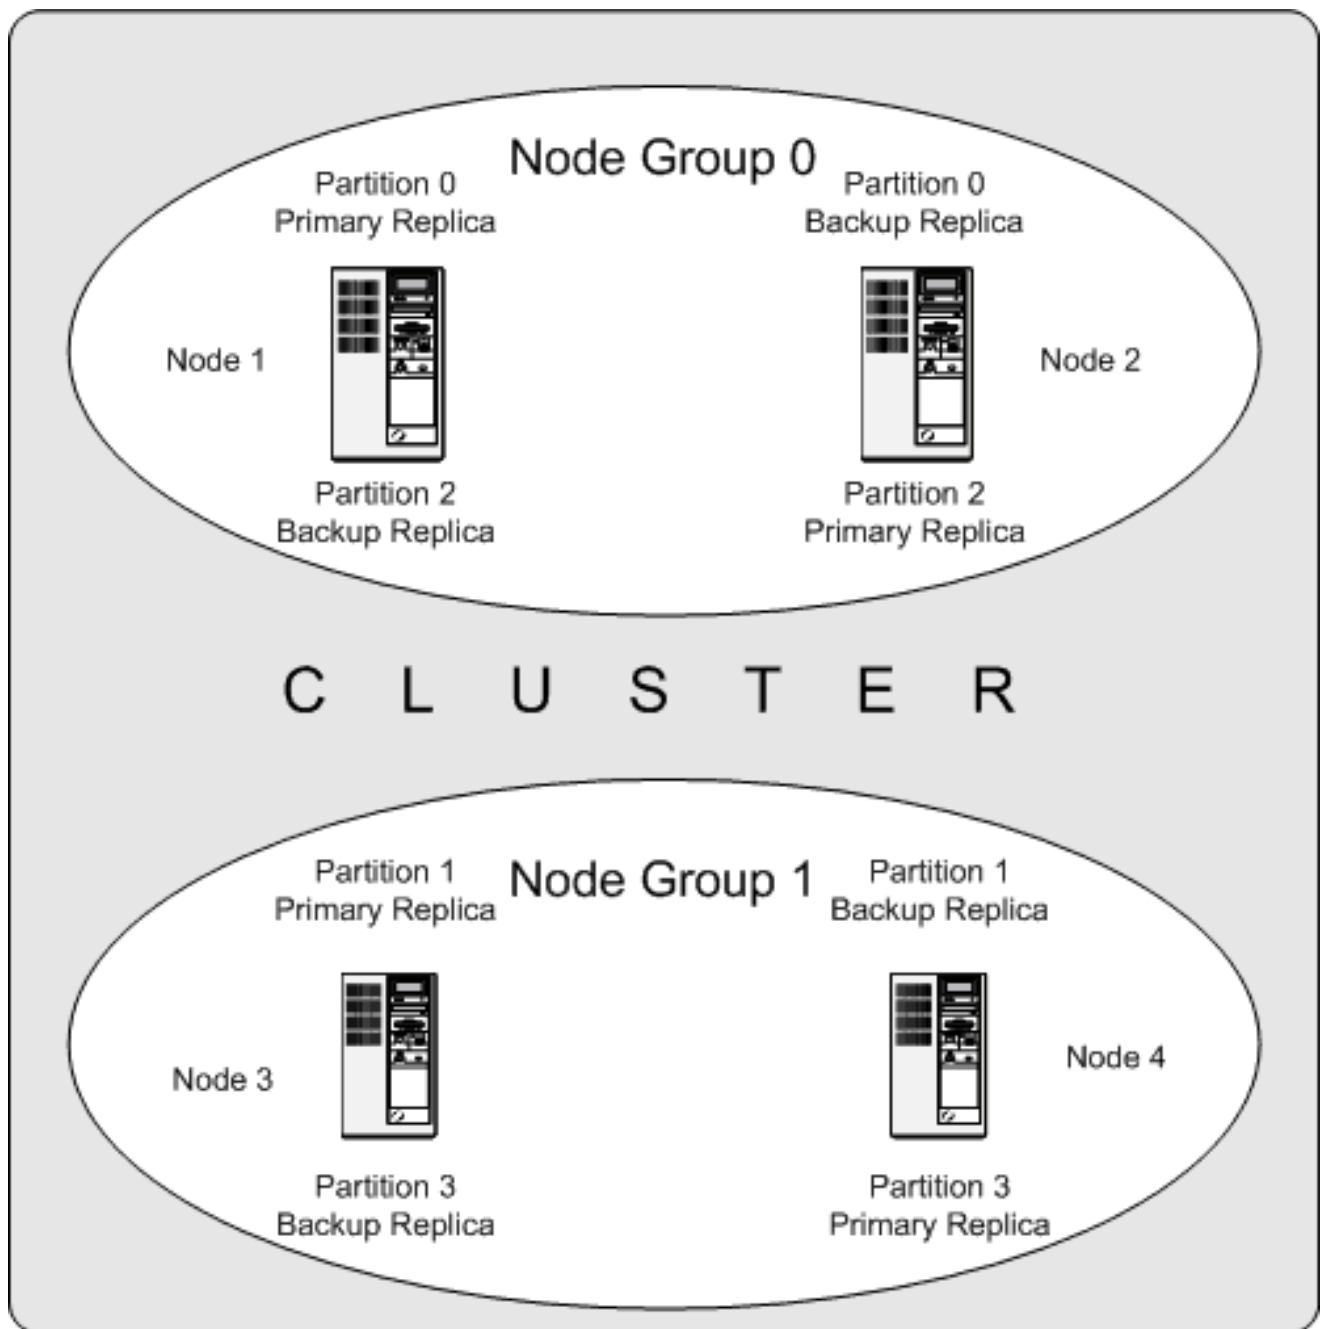 Node Group 0
Partition 0
Primary Replica
Partition 0
Backup Replica
Node 1
Node 2
Partition 2
Backup Replica
Partition 2
Primary Replica
C L U S T E R
Partition 1
Primary Replica
Node Group 1
Partition 1
Backup Replica
Node 3
Node 4
Partition 3
Backup Replica
Partition 3
Primary Replica